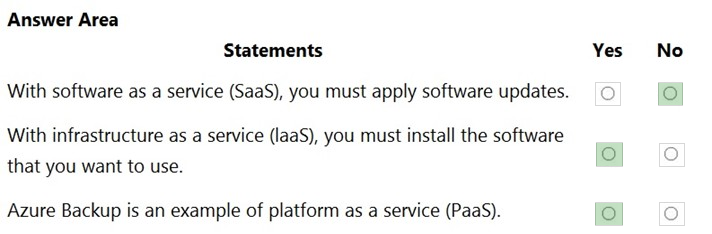 Answer Area
Statements Yes No
With software as a service (SaaS), you must apply software updates.
With infrastructure as a service (laaS), you must install the software
that you want to use.
Azure Backup is an example of platform as a service (PaaS).